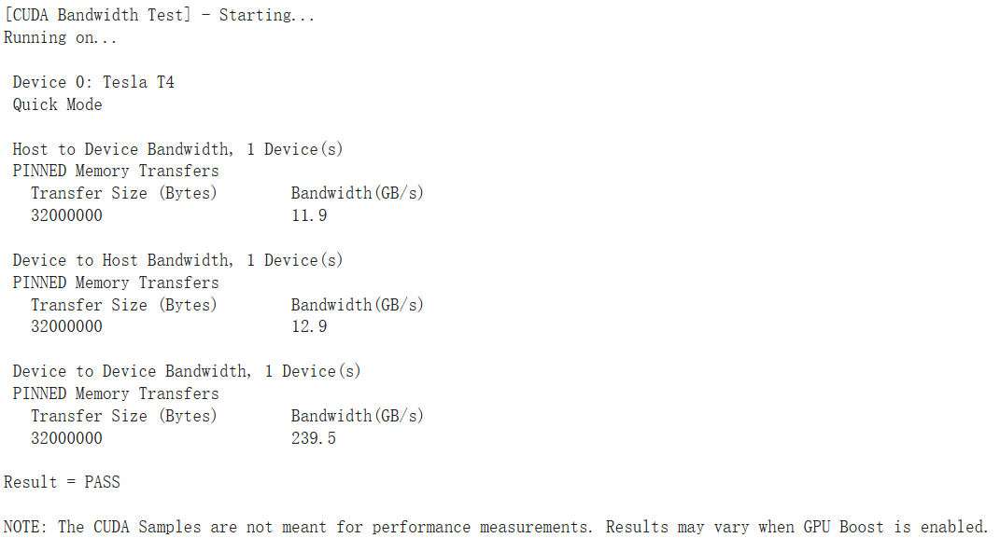 [CUDA Bandwidth Test] - Starting...
Running on...
Device 0: Tesla T4
Quick Mode
Host to Device Bandwidth, 1 Device(s)
PINNED Memory Transfers
Transfer Size (Bytes) Bandwidth(GB/s)
32000000 11.9
Device to Host Bandwidth, 1 Device(s)
PINNED Memory Transfers
Transfer Size (Bytes) Bandwidth(GB/s)
32000000 12.9
Device to Device Bandwidth, 1 Device(s)
PINNED Memory Transfers
Transfer Size (Bytes) Bandwidth(GB/s)
32000000 239.5
Result = PASS
NOTE: The CUDA Samples are not meant for performance measurements. Results may vary when GPU Boost is enabled.